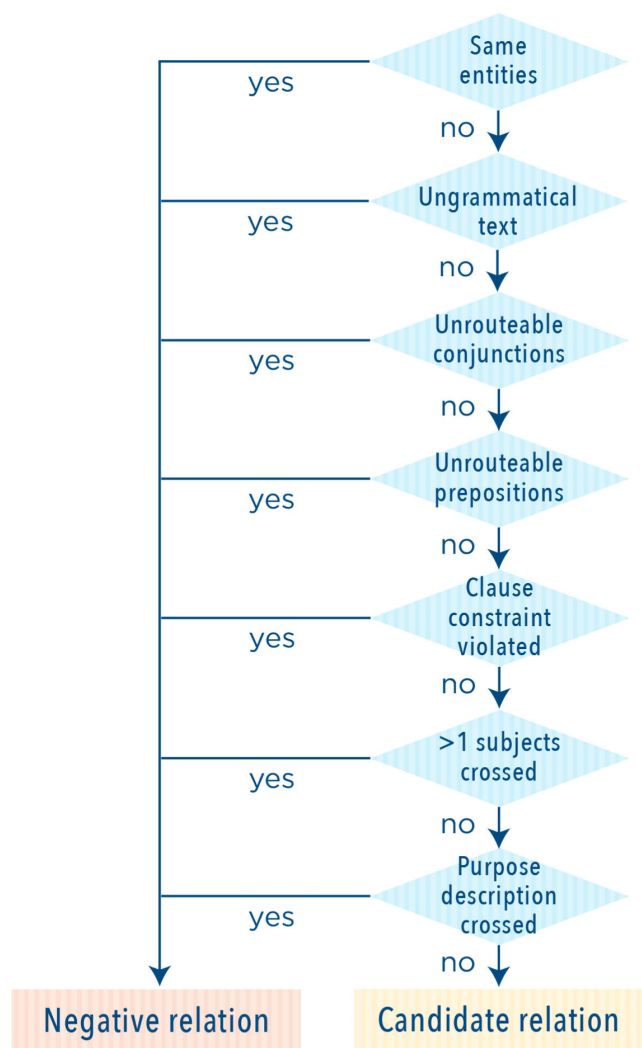 Same
entities
yes
no
Ungrammatical
text
yes
no
Unrouteable
conjunctions
yes
no
Unrouteable
prepositions
yes
no
Clause
constraint
violated
yes
no
>1 subjects
crossed
yes
no
Purpose
description
crossed
yes
no
Negative relation
Candidate relation